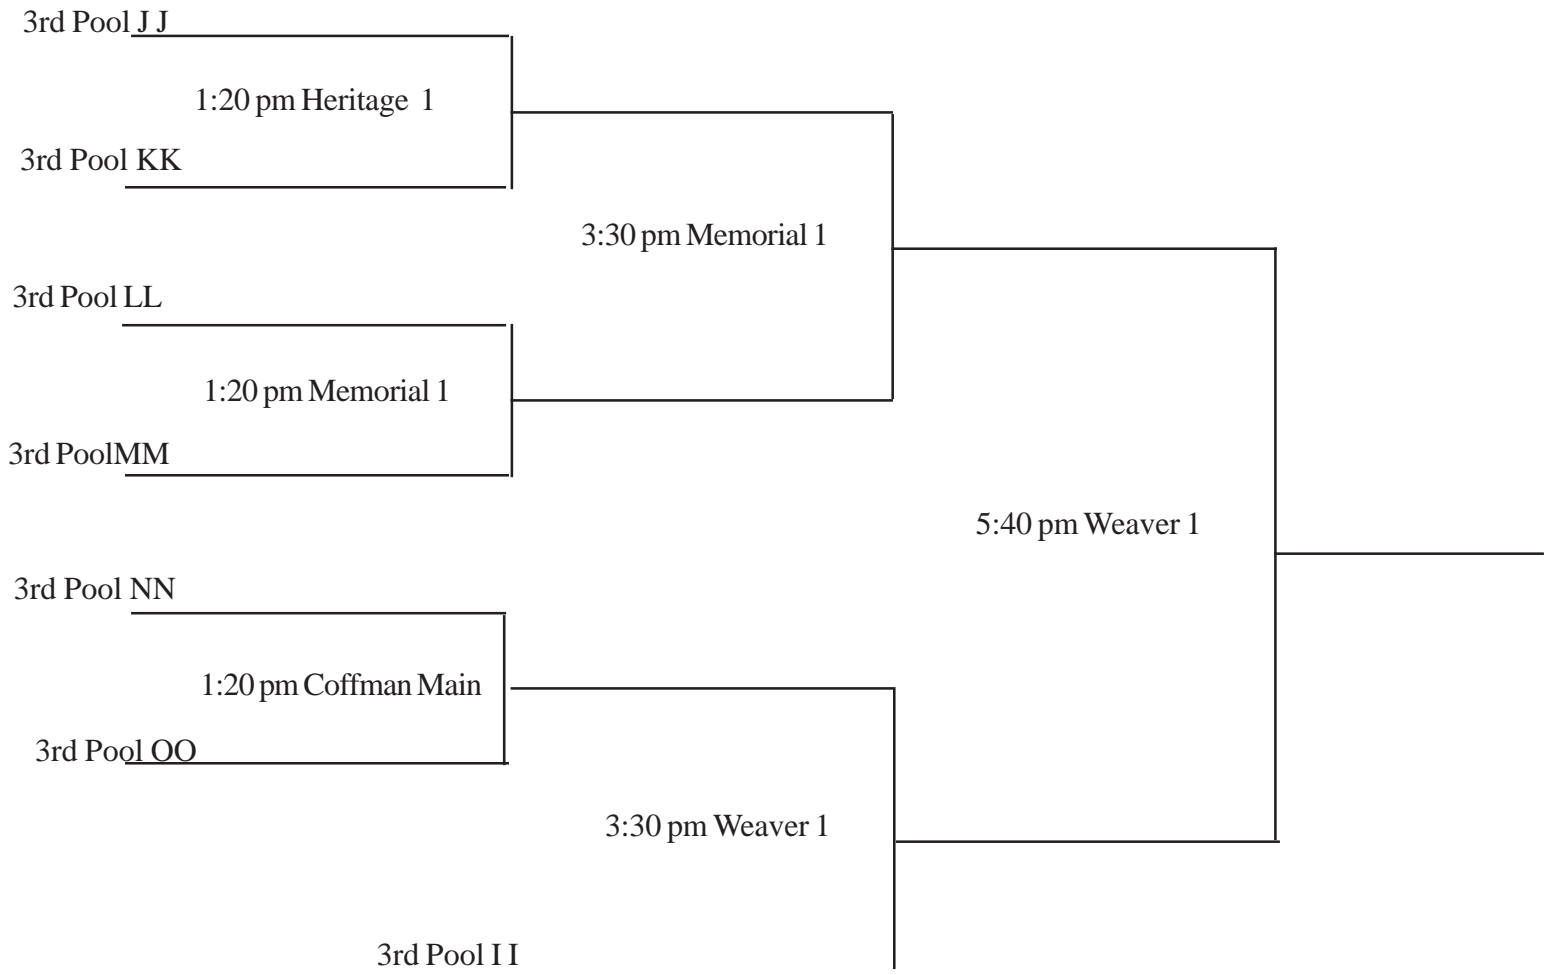 3rd Pool J J
1:20 pm Heritage 1
3rd Pool KK
3:30 pm Memorial 1
3rd Pool LL
1:20 pm Memorial 1
3rd PoolMM
5:40 pm Weaver 1
3rd Pool NN
1:20 pm Coffman Main
3rd Pool OO
3:30 pm Weaver 1
3rd Pool I I